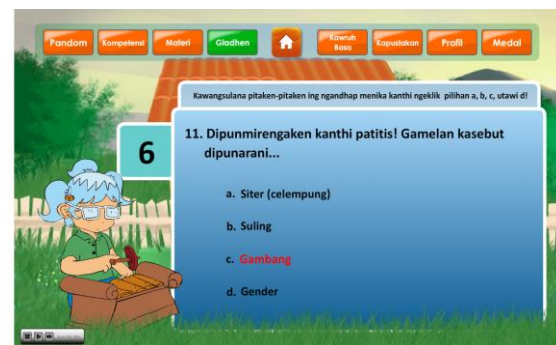 Pandom
Kompetensi
Materi
Gladhen
Kawruh
Basa
Kapustakan
Profil
Medal
Kawangsulana pitaken-pitaken ing ngandhap menika kanthi ngeklik pilihan a, b, c, utawi d!
6
11. Dipunmirengaken kanthi patitis! Gamelan kasebut
dipunarani...
a. Siter (celempung)
b. Suling
c. Gambang
d. Gender